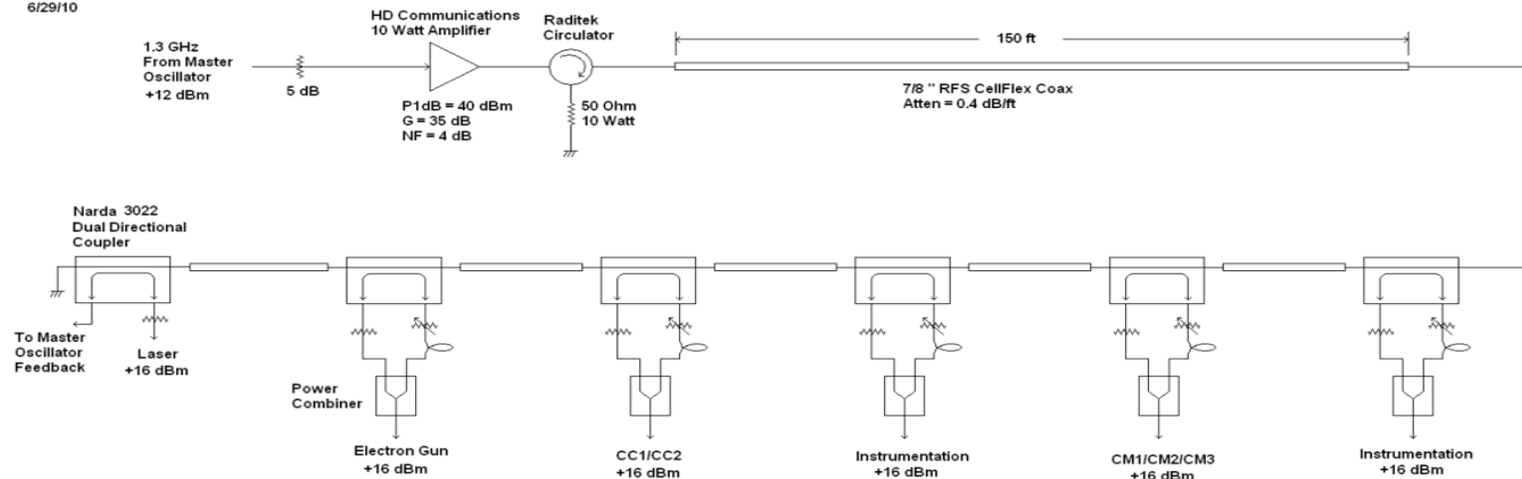 6/29/10
HD Communications
10 Watt Amplifier
Raditek
Circulator
1.3 GHz
From Master
Oscillator
+12 dBm
5 dB
150 ft
7/8 " RFS CellFlex Coax
Atten = 0.4 dB/ft
P1dB = 40 dBm
G = 35 dB
NF = 4 dB
50 Ohm
10 Watt
Narda 3022
Dual Directional
Coupler
To Master
Oscillator
Feedback
Laser
+16 dBm
Power
Combiner
Electron Gun
+16 dBm
CC1/CC2
+16 dBm
Instrumentation
+16 dBm
CM1/CM2/CM3
+16 dBm
Instrumentation
+16 dBm